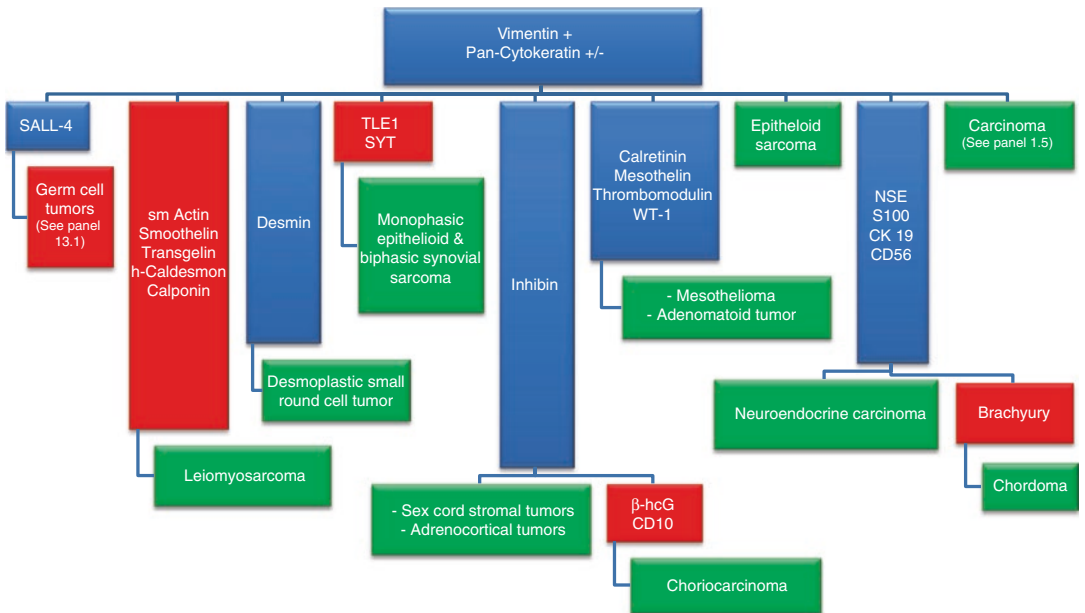 Vimentin +
Pan-Cytokeratin +/-
SALL-4
Germ cell
tumors
(See panel
13.1)
sm Actin
Smoothelin
Transgelin
h-Caldesmon
Calponin
Leiomyosarcoma
Desmin
Desmoplastic small
round cell tumor
TLE1
SYT
Monophasic
epithelioid &
biphasic synovial
sarcoma
Inhibin
- Sex cord stromal tumors
- Adrenocortical tumors
β-hcG
CD10
Choriocarcinoma
Calretinin
Mesothelin
Thrombomodulin
WT-1
- Mesothelioma
- Adenomatoid tumor
Epitheloid
sarcoma
NSE
S100
CK 19
CD56
Neuroendocrine carcinoma
Brachyury
Chordoma
Carcinoma
(See panel 1.5)